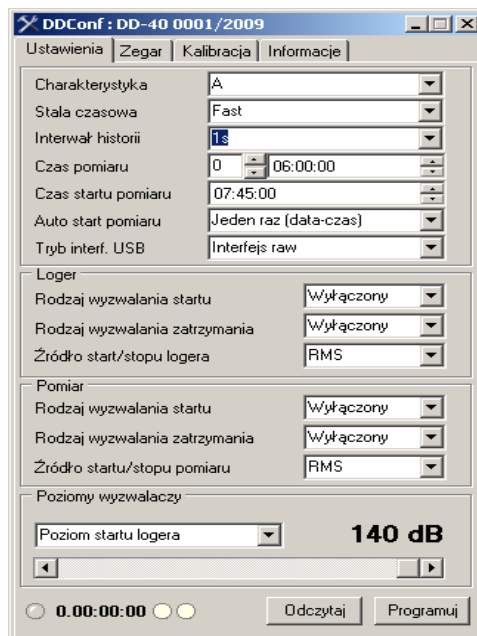 DDConf : DD-40 0001/2009
Ustawienia Zegar Kalibracja Informacje
Charakterystyka A
Stala czasowa Fast
Interwał historii 1s
Czas pomiaru 0 06:00:00
Czas startu pomiaru 07:45:00
Auto start pomiaru Jeden raz (data-czas)
Tryb interf. USB Interfejs raw
Loger
Rodzaj wyzwalania startu Wyłączony
Rodzaj wyzwalania zatrzymania Wyłączony
Źródło start/stopu logera RMS
Pomiar
Rodzaj wyzwalania startu Wyłączony
Rodzaj wyzwalania zatrzymania Wyłączony
Źródło startu/stopu pomiaru RMS
Poziomy wyzwalaczy
Poziom startu logera 140 dB
0.00:00:00 Odczytaj Programuj